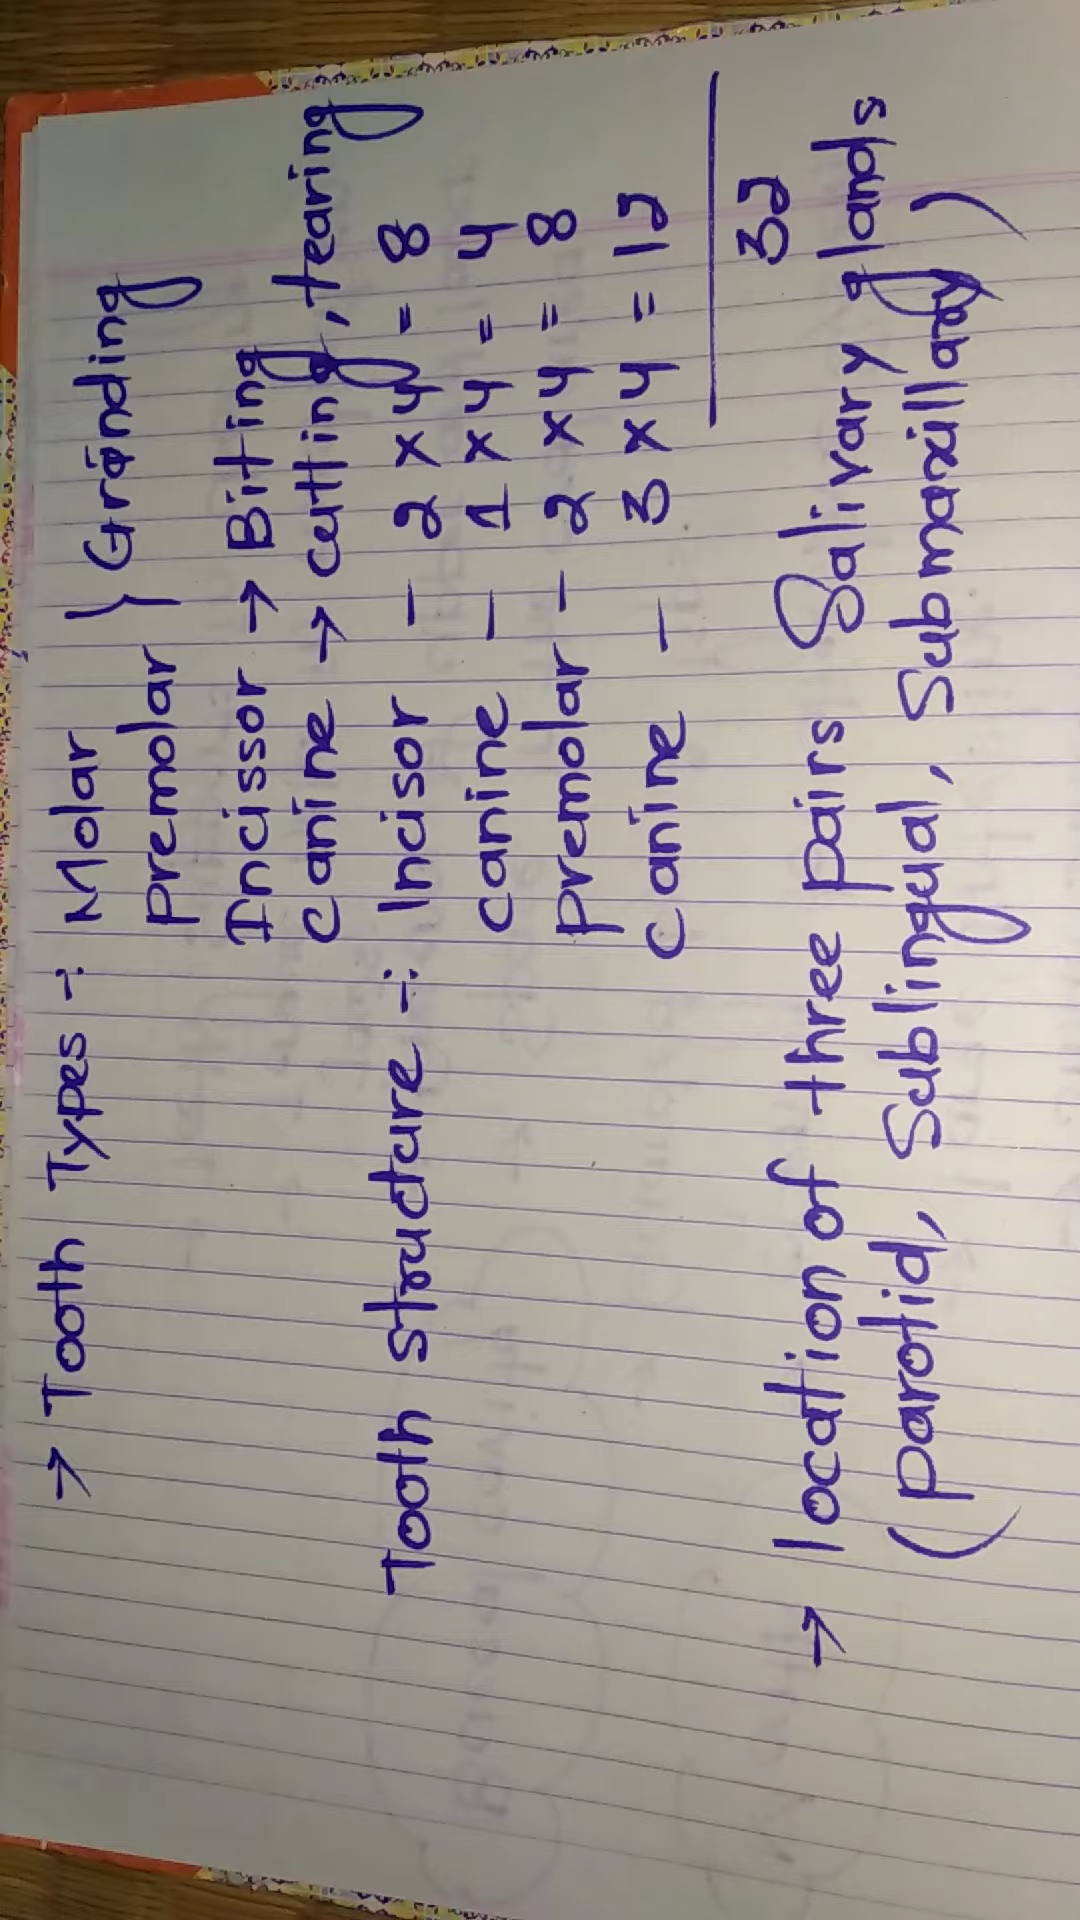 → Tooth Types -: Molar } Grinding
Premolar
Incissor → Biting
Canine → cutting, tearing
Tooth structure -: Incisor - 2 x 4 = 8
canine - 1 x 4 = 4
premolar - 2 x 4 = 8
canine - 3 x 4 = 12
32
→ location of three pairs Salivary glands
(parotid, Sublingual, Submaxillary)